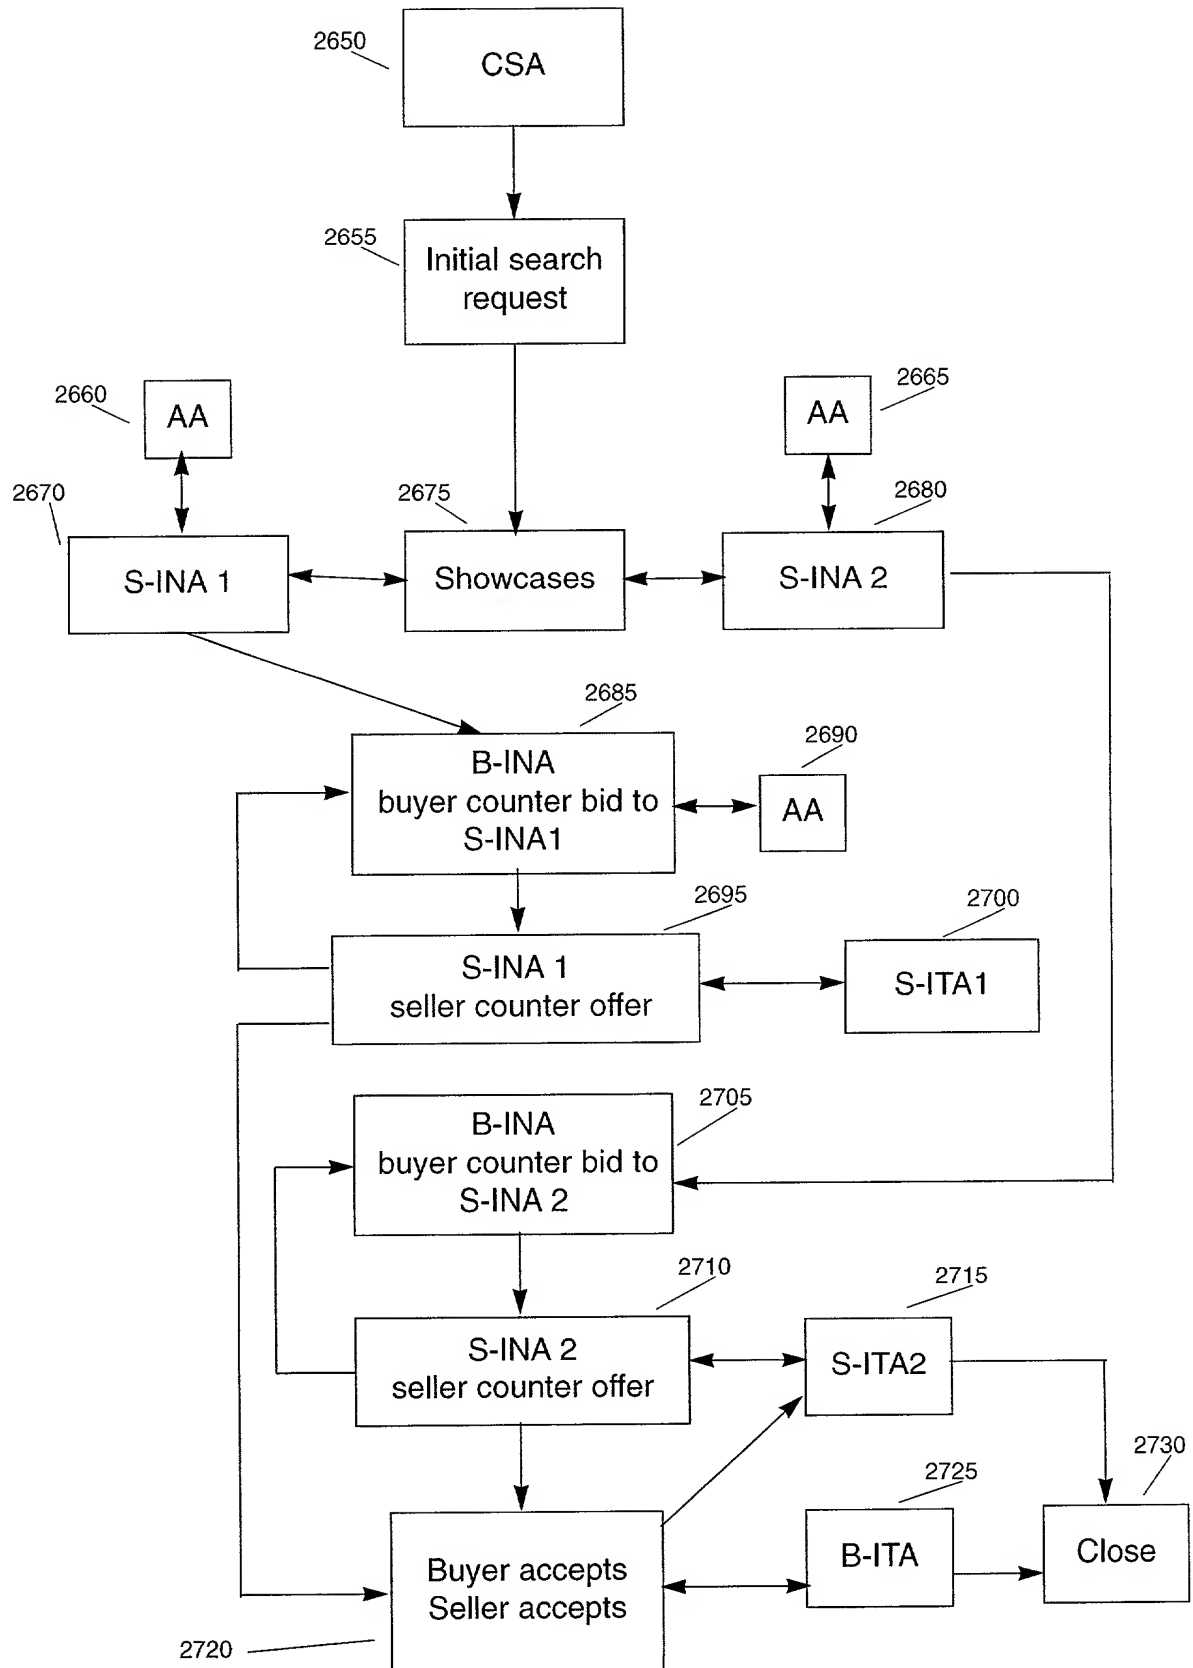 2650
CSA
2655
Initial search
request
2660
AA
2665
AA
2670
S-INA 1
2675
Showcases
2680
S-INA 2
2685
B-INA
buyer counter bid to
S-INA1
2690
AA
2695
S-INA 1
seller counter offer
2700
S-ITA1
2705
B-INA
buyer counter bid to
S-INA 2
2710
S-INA 2
seller counter offer
2715
S-ITA2
2720
Buyer accepts
Seller accepts
2725
B-ITA
2730
Close